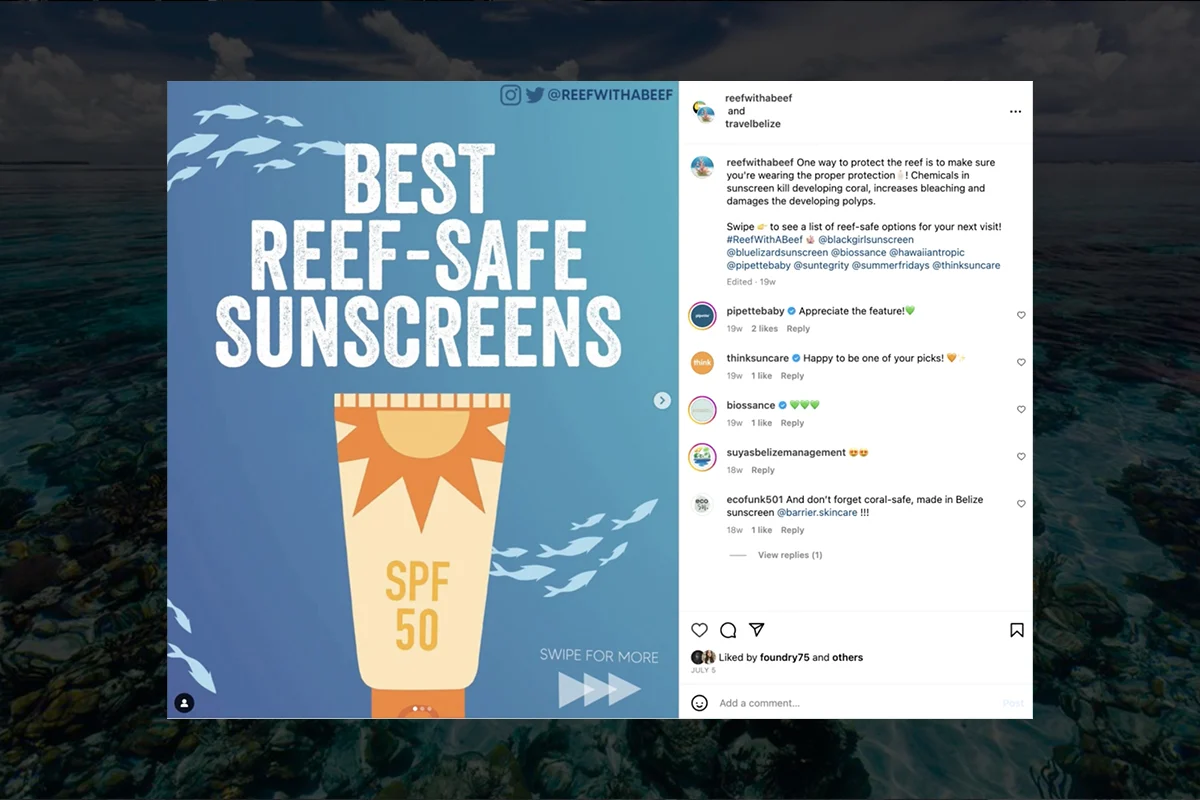 @REEFWITHABEEF
BEST
REEF-SAFE
SUNSCREENS
SPF
50
SWIPE FOR MORE
reefwithabeef
and
travelbelize
reefwithabeef One way to protect the reef is to make sure
you're wearing the proper protection🧴! Chemicals in
sunscreen kill developing coral, increases bleaching and
damages the developing polyps.
Swipe 👉 to see a list of reef-safe options for your next visit!
#ReefWithABeef 🤙🏼 @blackgirlsunscreen
@bluelizardsunscreen @biossance @hawaiiantropic
@pipettebaby @suntegrity @summerfridays @thinksuncare
Edited · 19w
pipettebaby Appreciate the feature!💚
19w 2 likes Reply
think
thinksuncare Happy to be one of your picks! 🧡✨
19w 1 like Reply
biossance 💚💚💚
19w 1 like Reply
suyasbelizemanagement 😍😍
18w Reply
eco
ecofunk501 And don't forget coral-safe, made in Belize
sunscreen @barrier.skincare !!!
18w 1 like Reply
View replies (1)
Liked by foundry75 and others
JULY 5
Add a comment...
Post